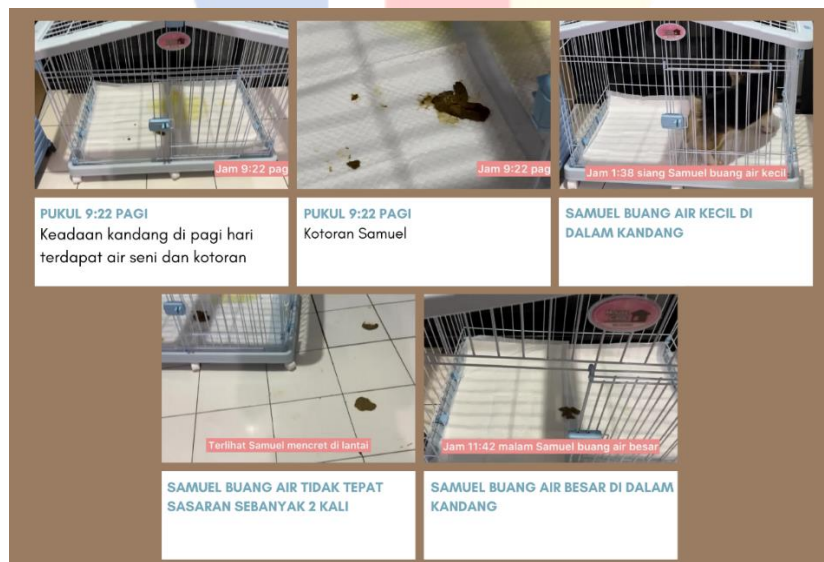 Jam 9:22 pag
Jam 9:22 pag
Jam 1:38 siang Samuel buang air kecil
PUKUL 9:22 PAGI
Keadaan kandang di pagi hari
terdapat air seni dan kotoran
PUKUL 9:22 PAGI
Kotoran Samuel
SAMUEL BUANG AIR KECIL DI
DALAM KANDANG
Terlihat Samuel mencret di lantai
Jam 11:42 malam Samuel buang air besar
SAMUEL BUANG AIR TIDAK TEPAT
SASARAN SEBANYAK 2 KALI
SAMUEL BUANG AIR BESAR DI DALAM
KANDANG